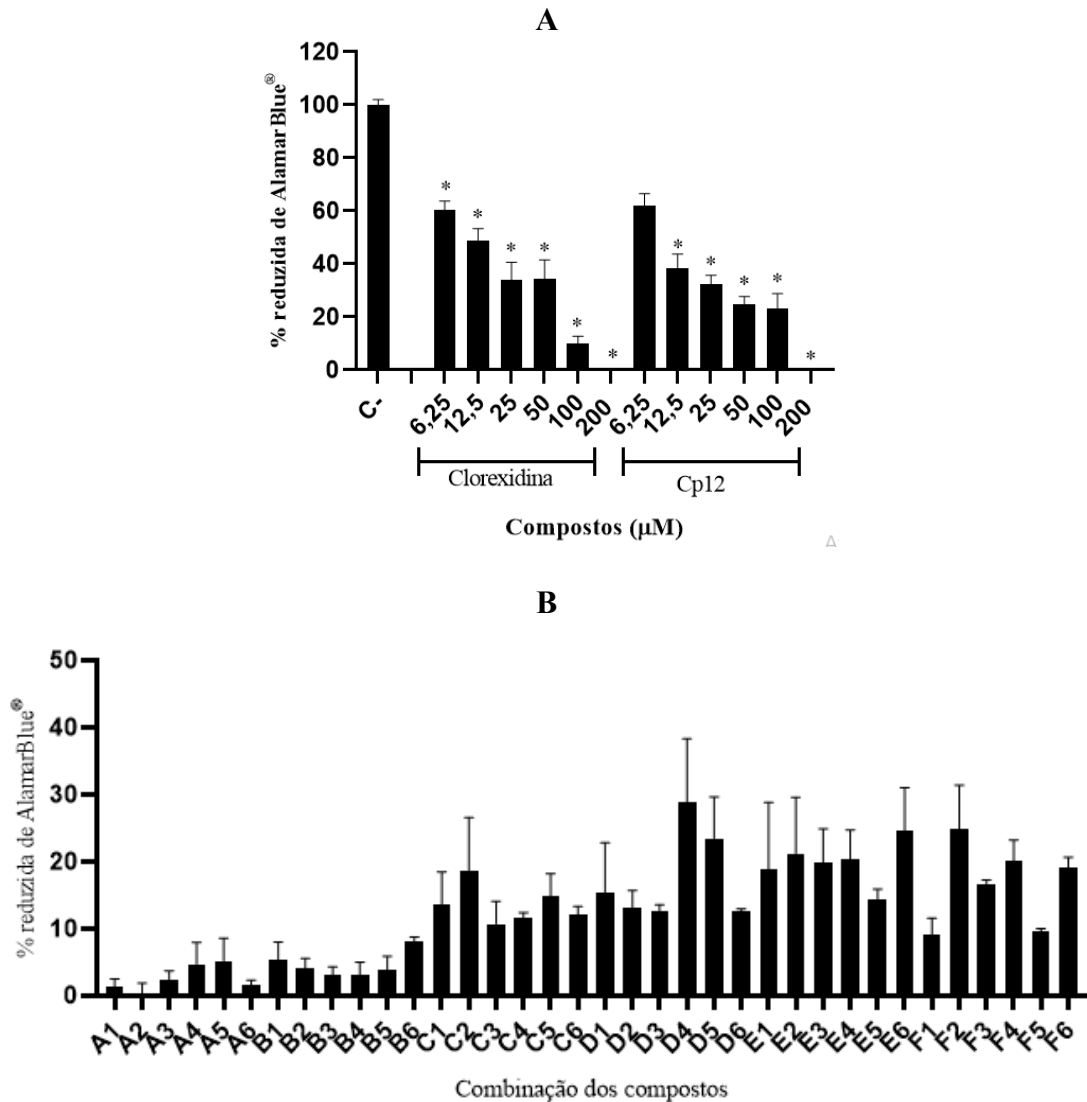 A
% reduzida de AlamarBlue®
120
100
80
60
40
20
0
* * * * * * * * * * *
C- 6,25 12,5 25 50 100 200 6,25 12,5 25 50 100 200
Clorexidina Cp12
Compostos (µM)
A
B
% reduzida de AlamarBlue®
50
40
30
20
10
0
A1 A2 A3 A4 A5 A6 B1 B2 B3 B4 B5 B6 C1 C2 C3 C4 C5 C6 D1 D2 D3 D4 D5 D6 E1 E2 E3 E4 E5 E6 F1 F2 F3 F4 F5 F6
Combinação dos compostos